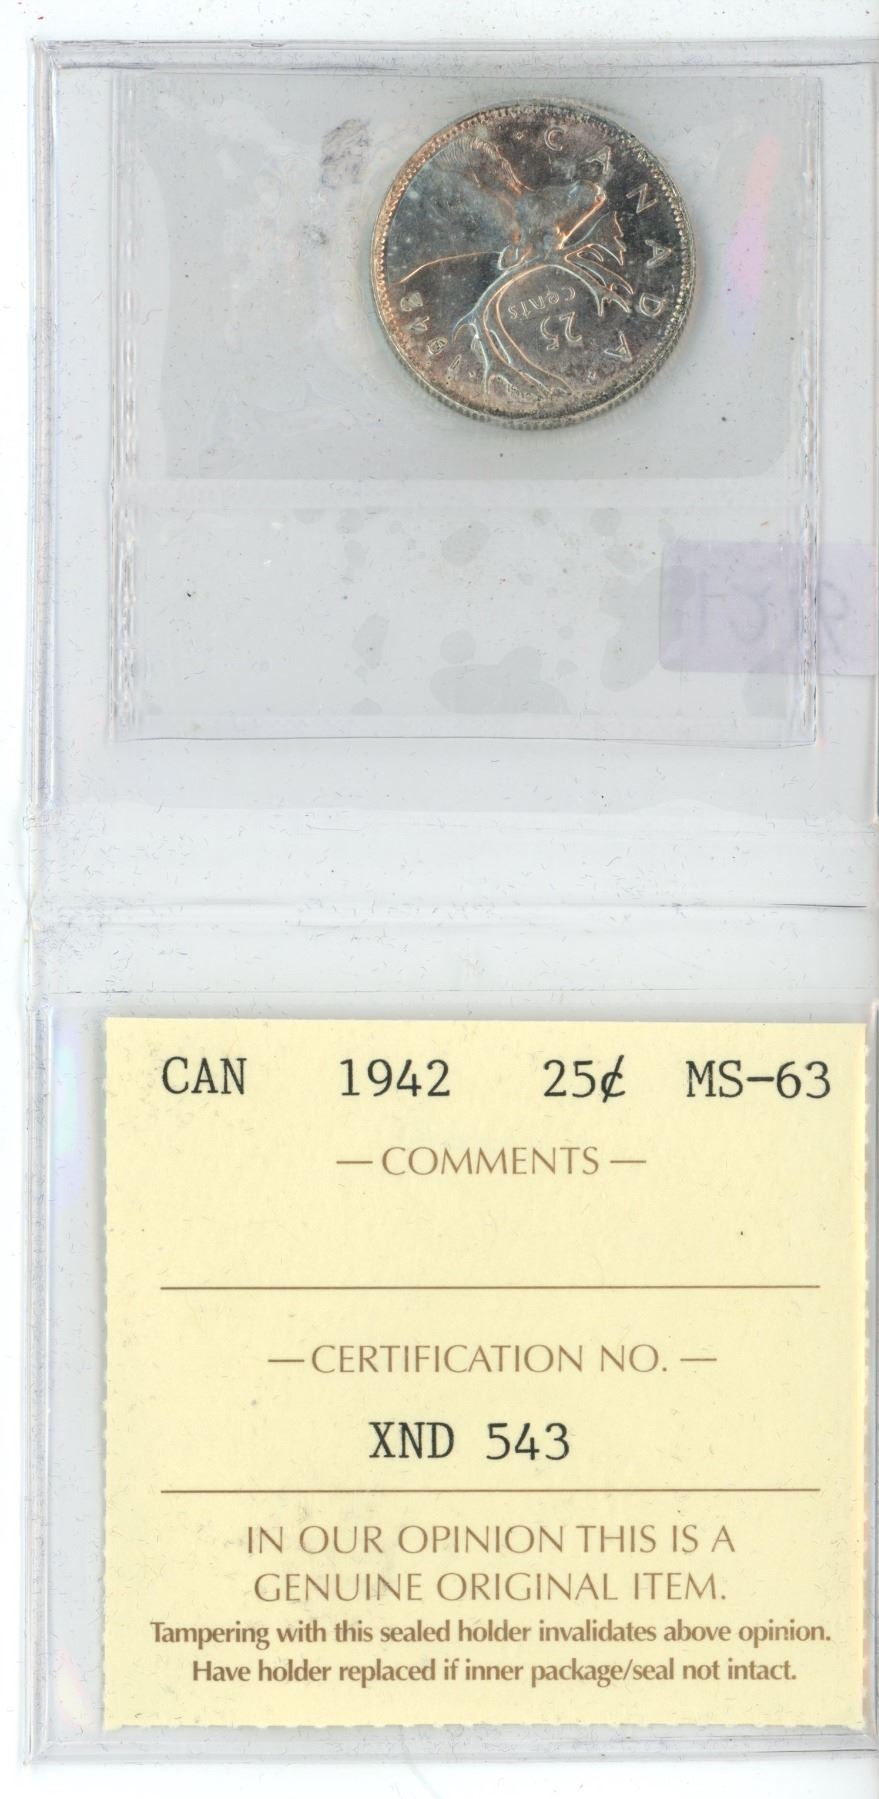 CANADA
25
cents
1942
CAN 1942 25¢ MS-63
— COMMENTS —
— CERTIFICATION NO. —
XND 543
IN OUR OPINION THIS IS A
GENUINE ORIGINAL ITEM.
Tampering with this sealed holder invalidates above opinion.
Have holder replaced if inner package/seal not intact.